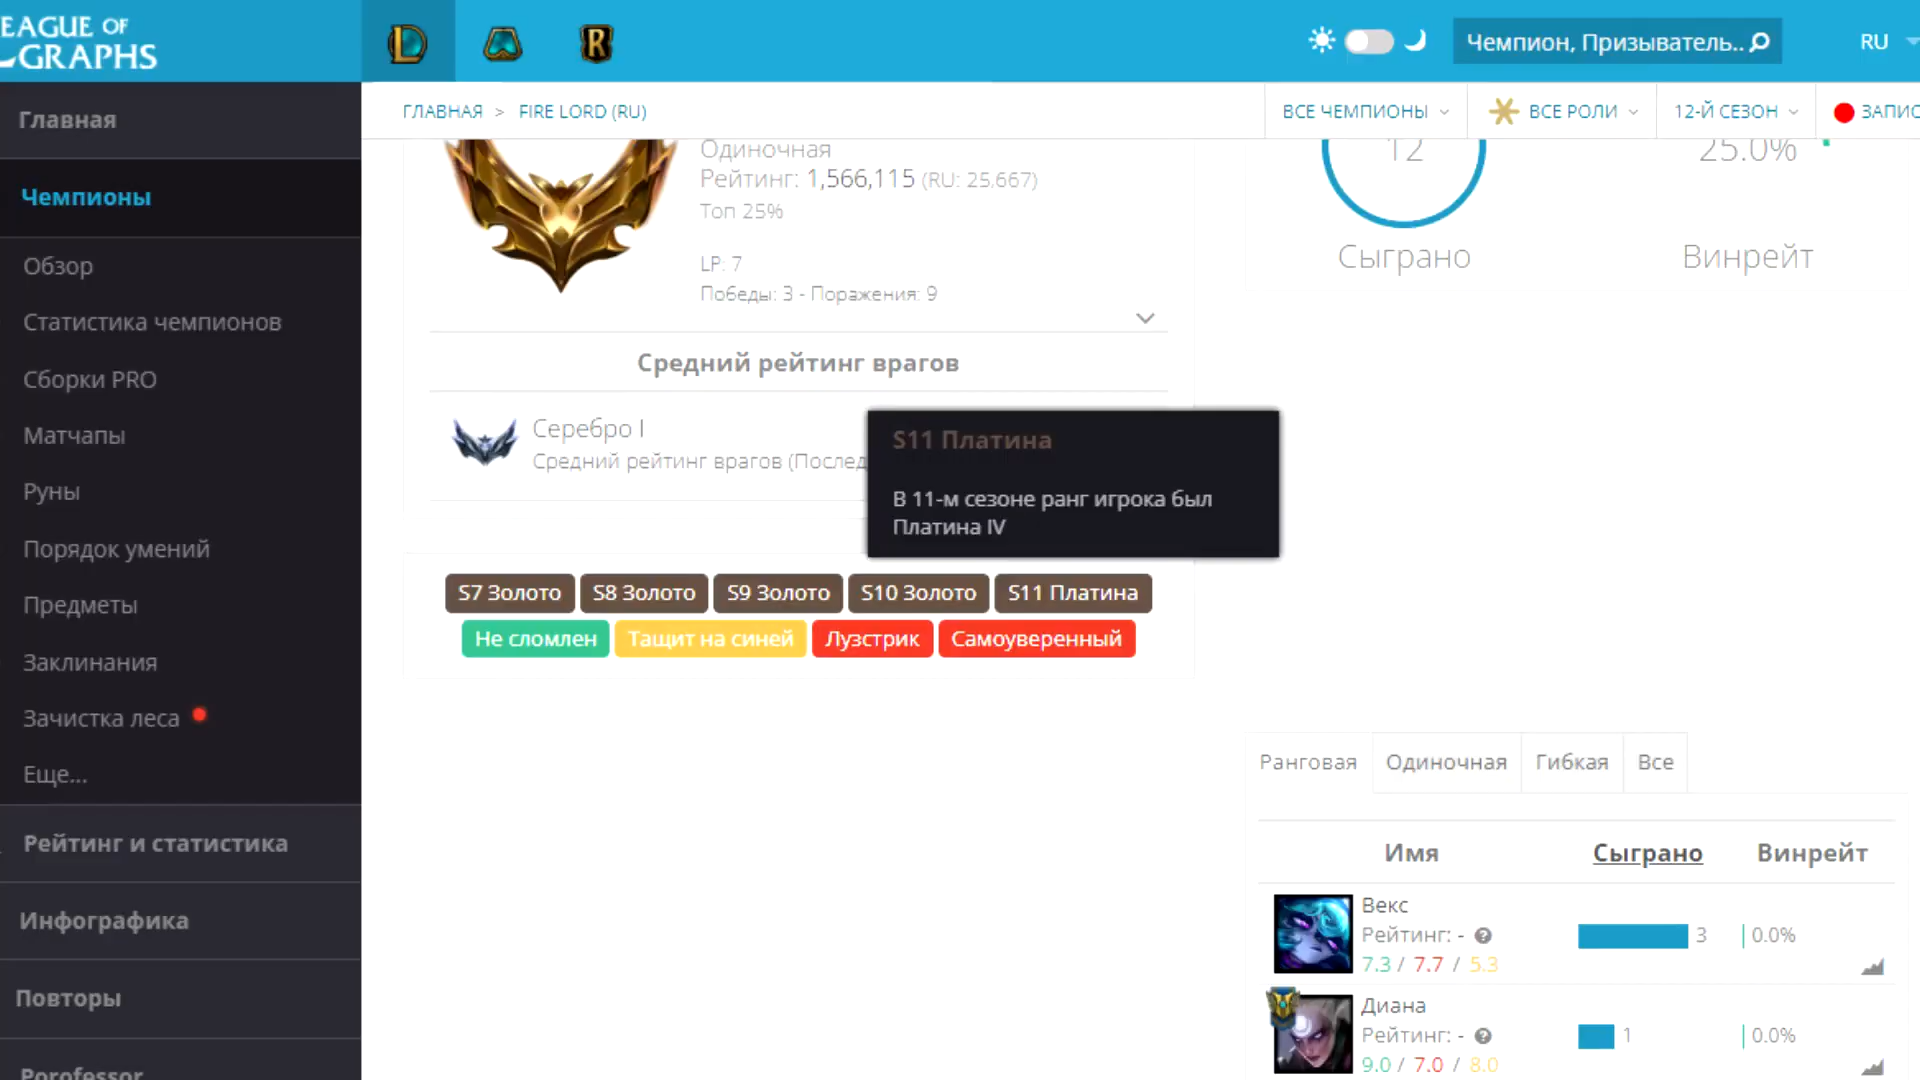 EAGUE OF
GRAPHS
Чемпион, Призыватель..
RU
ГЛАВНАЯ > FIRE LORD (RU)
ВСЕ ЧЕМПИОНЫ
ВСЕ РОЛИ
12-Й СЕЗОН
ЗАПИС
Главная
Чемпионы
Обзор
Статистика чемпионов
Сборки PRO
Матчапы
Руны
Порядок умений
Предметы
Заклинания
Зачистка леса
Еще...
Рейтинг и статистика
Инфографика
Повторы
Porofessor
Одиночная
Рейтинг: 1,566,115 (RU: 25,667)
Топ 25%
LP: 7
Победы: 3 - Поражения: 9
12
Сыграно
25.0%
Винрейт
Средний рейтинг врагов
Серебро I
Средний рейтинг врагов (Послед
S11 Платина
В 11-м сезоне ранг игрока был
Платина IV
S7 Золото
S8 Золото
S9 Золото
S10 Золото
S11 Платина
Не сломлен
Тащит на синей
Лузстрик
Самоуверенный
Ранговая
Одиночная
Гибкая
Все
Имя
Сыграно
Винрейт
Векс
Рейтинг: - ?
7.3 / 7.7 / 5.3
3
0.0%
Диана
Рейтинг: - ?
9.0 / 7.0 / 8.0
1
0.0%